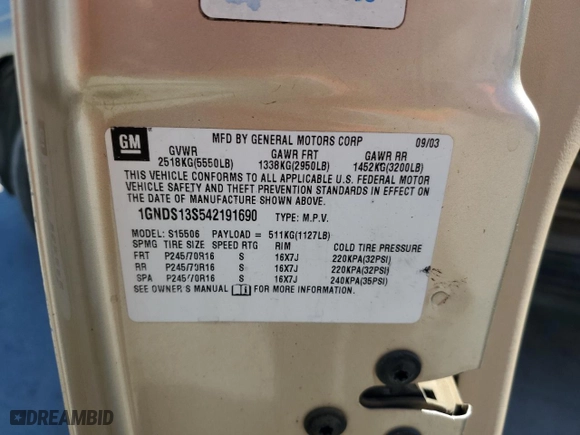 GM
MFD BY GENERAL MOTORS CORP 09/03
GVWR GAWR FRT GAWR RR
2518KG(5550LB) 1338KG(2950LB) 1452KG(3200LB)
THIS VEHICLE CONFORMS TO ALL APPLICABLE U.S. FEDERAL MOTOR
VEHICLE SAFETY AND THEFT PREVENTION STANDARDS IN EFFECT ON
THE DATE OF MANUFACTURE SHOWN ABOVE.
1GNDS13S542191690 TYPE: M.P.V.
MODEL: S15506 PAYLOAD = 511KG(1127LB)
SPMG TIRE SIZE SPEED RTG RIM COLD TIRE PRESSURE
FRT P245/70R16 S 16X7J 220KPA(32PSI)
RR P245/70R16 S 16X7J 220KPA(32PSI)
SPA P245/70R16 S 16X7J 240KPA(35PSI)
SEE OWNER'S MANUAL FOR MORE INFORMATION
DREAMBID